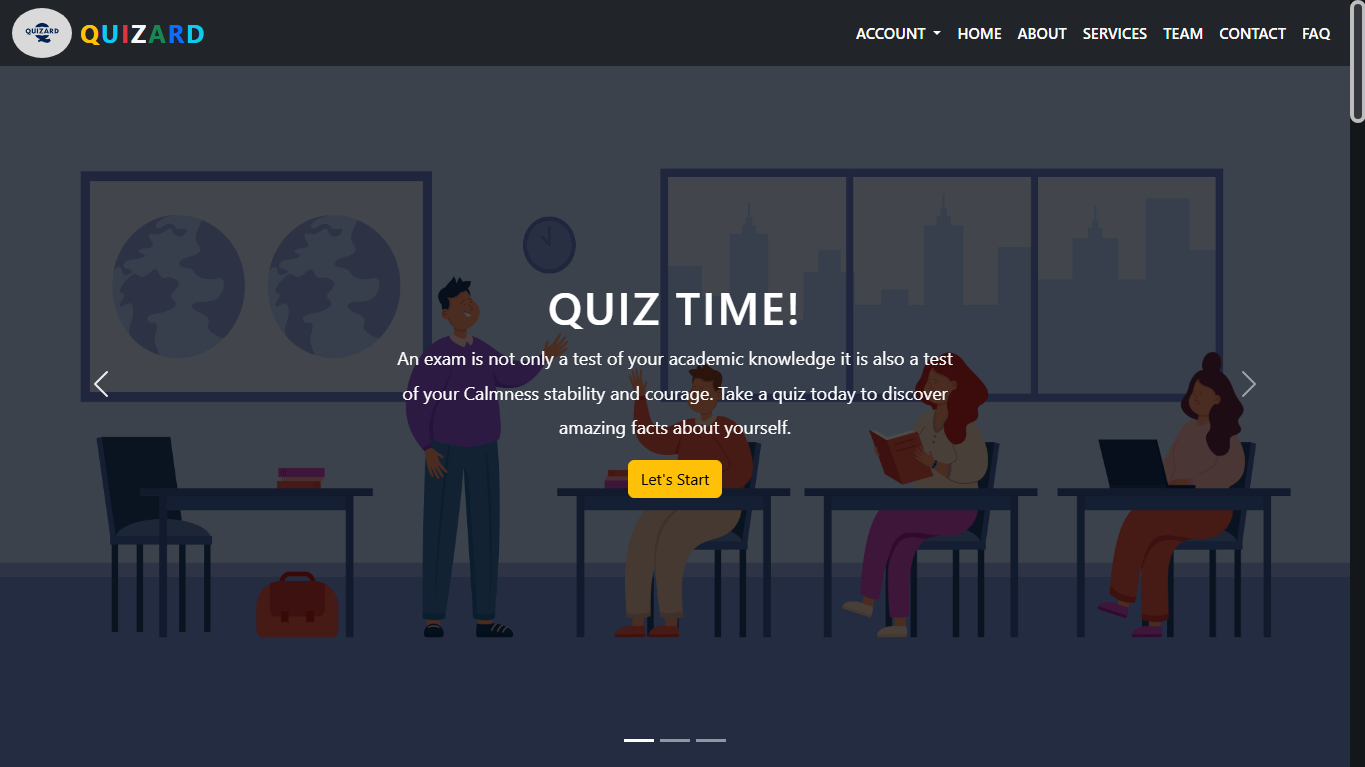 QUIZARD
QUIZARD
ACCOUNT HOME ABOUT SERVICES TEAM CONTACT FAQ
QUIZ TIME!
An exam is not only a test of your academic knowledge it is also a test
of your Calmness stability and courage. Take a quiz today to discover
amazing facts about yourself.
Let's Start